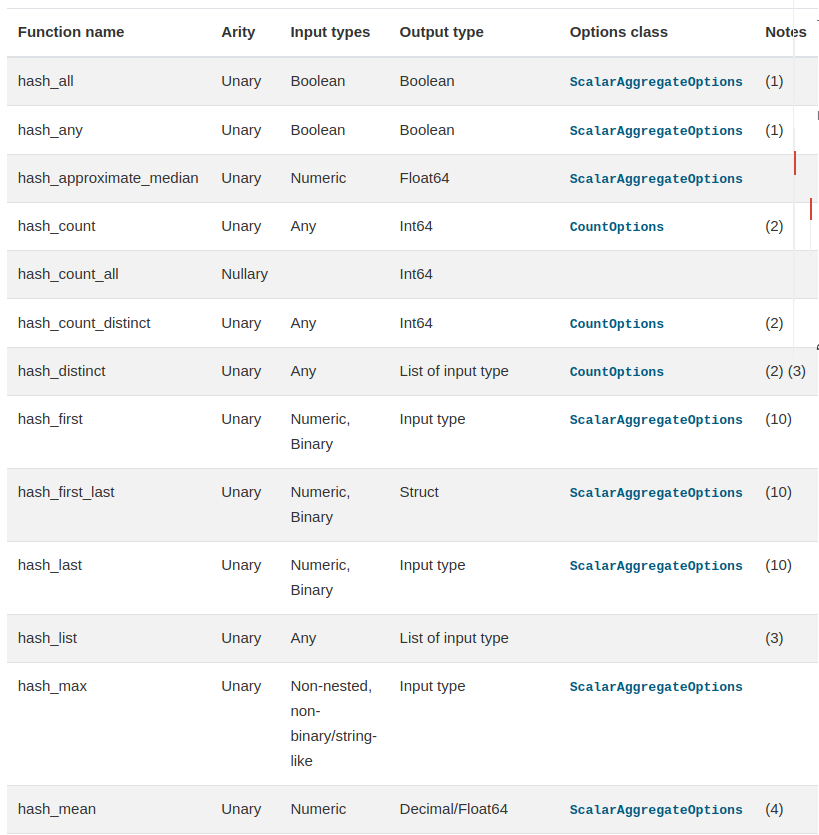 Function name Arity Input types Output type Options class Notes
hash_all Unary Boolean Boolean ScalarAggregateOptions (1)
hash_any Unary Boolean Boolean ScalarAggregateOptions (1)
hash_approximate_median Unary Numeric Float64 ScalarAggregateOptions
hash_count Unary Any Int64 CountOptions (2)
hash_count_all Nullary Int64
hash_count_distinct Unary Any Int64 CountOptions (2)
hash_distinct Unary Any List of input type CountOptions (2) (3)
hash_first Unary Numeric, Input type ScalarAggregateOptions (10)
Binary
hash_first_last Unary Numeric, Struct ScalarAggregateOptions (10)
Binary
hash_last Unary Numeric, Input type ScalarAggregateOptions (10)
Binary
hash_list Unary Any List of input type (3)
hash_max Unary Non-nested, Input type ScalarAggregateOptions
non-
binary/string-
like
hash_mean Unary Numeric Decimal/Float64 ScalarAggregateOptions (4)